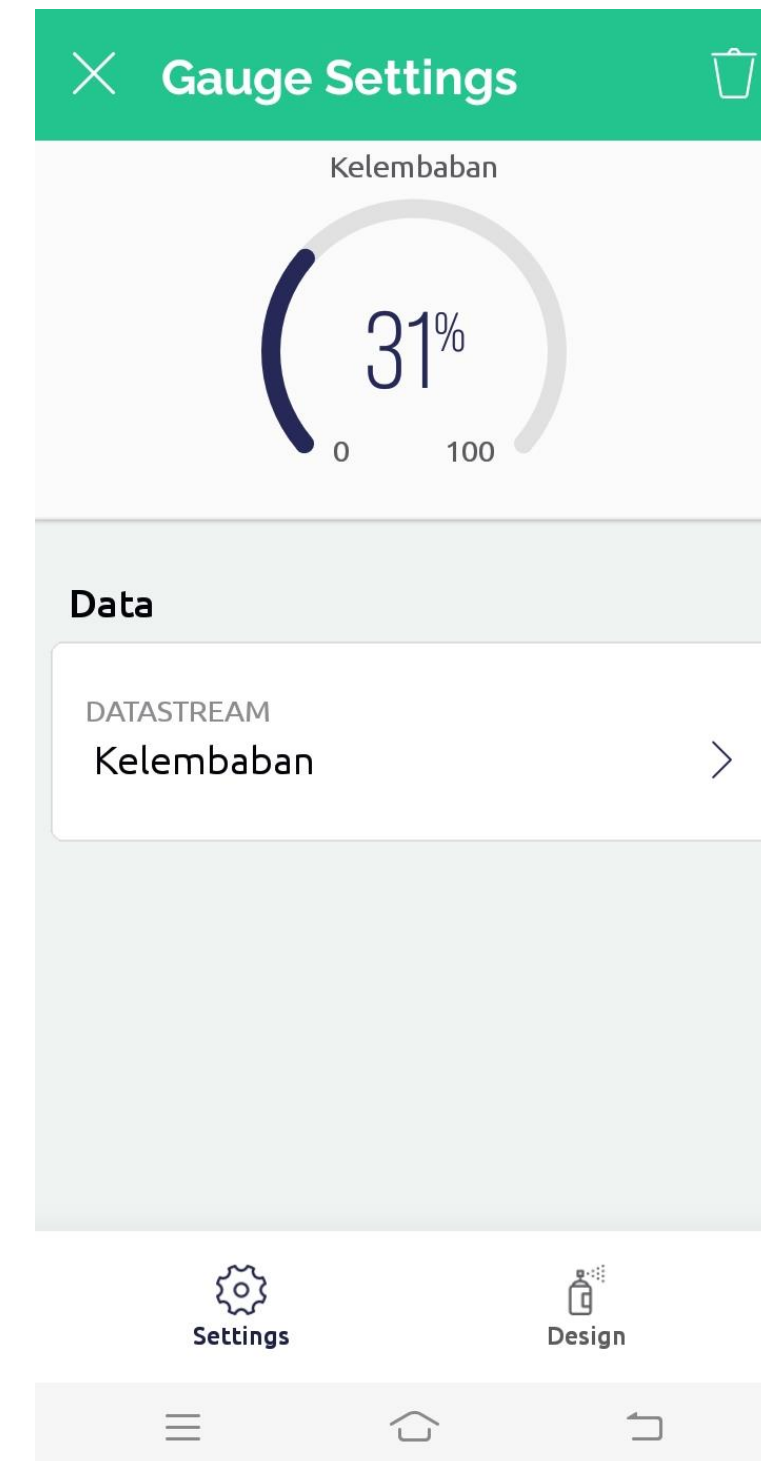 Gauge Settings
Kelembaban
31%
0 100
Data
DATASTREAM
Kelembaban
Settings
Design